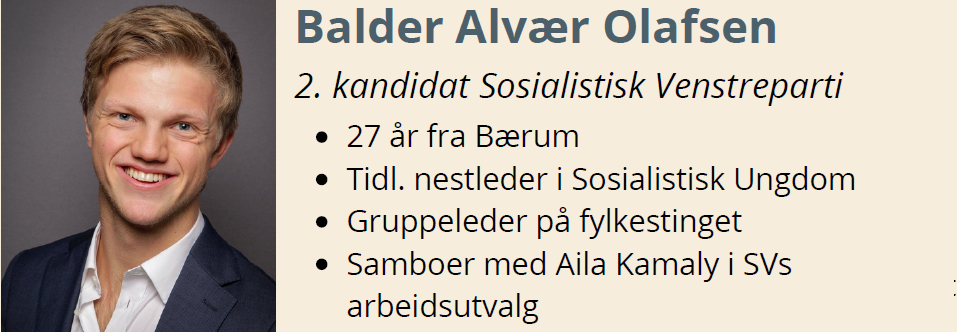 Balder Alvær Olafsen
2. kandidat Sosialistisk Venstreparti
• 27 år fra Bærum
• Tidl. nestleder i Sosialistisk Ungdom
• Gruppeleder på fylkestinget
• Samboer med Aila Kamaly i SVs
arbeidsutvalg